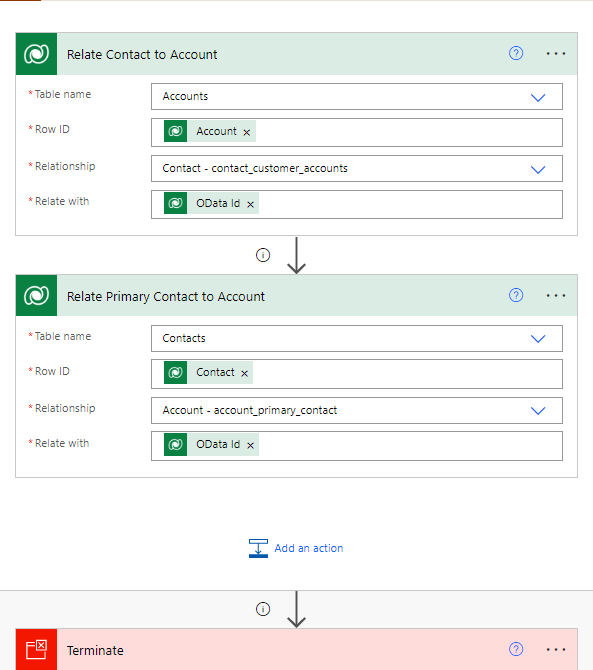 Relate Contact to Account
* Table name
Accounts
* Row ID
Account ×
* Relationship
Contact - contact_customer_accounts
* Relate with
OData Id ×
Relate Primary Contact to Account
* Table name
Contacts
* Row ID
Contact ×
* Relationship
Account - account_primary_contact
* Relate with
OData Id ×
Add an action
Terminate